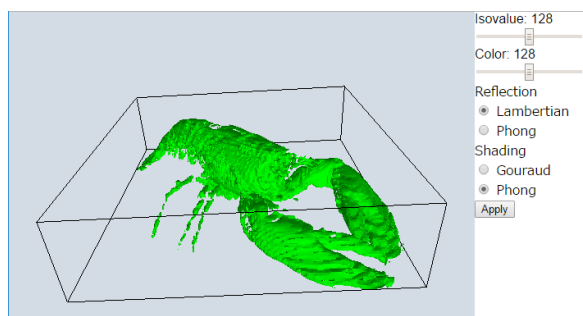 Isovalue: 128
Color: 128
Reflection
Lambertian
Phong
Shading
Gouraud
Phong
Apply